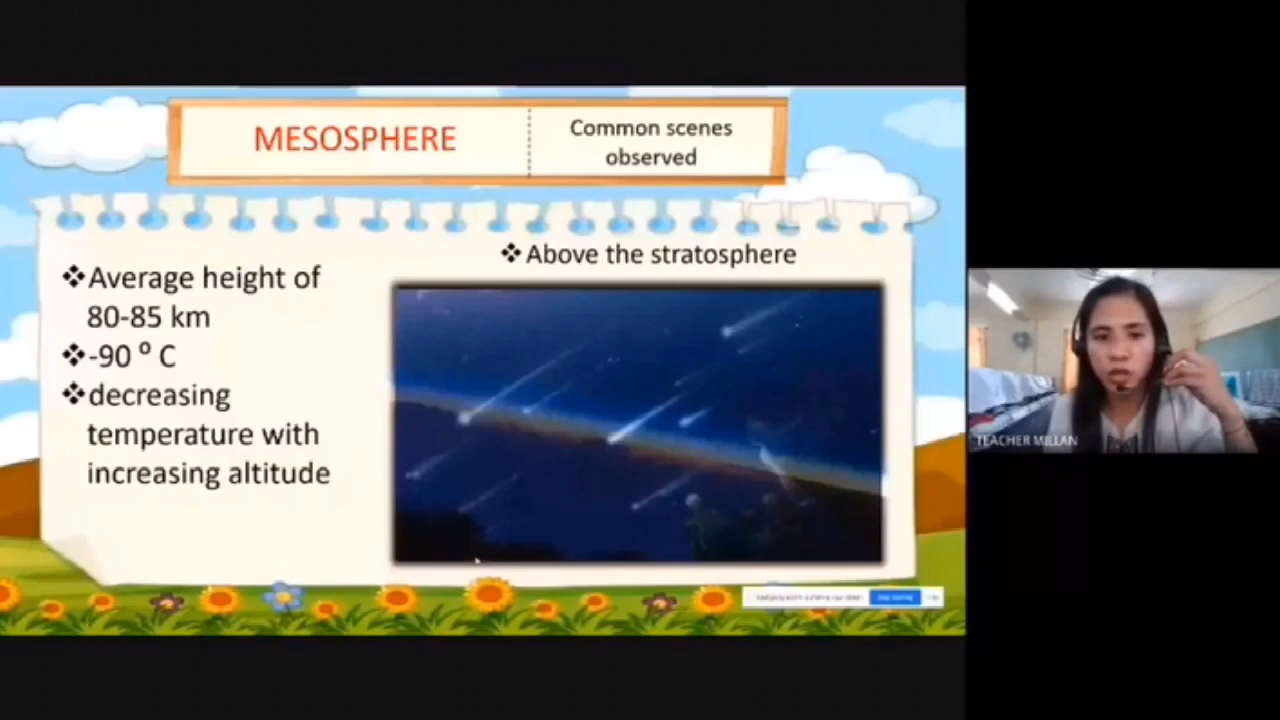 MESOSPHERE
Common scenes
observed
❖Above the stratosphere
❖Average height of
80-85 km
❖-90 ⁰ C
❖decreasing
temperature with
increasing altitude
TEACHER MILLAN